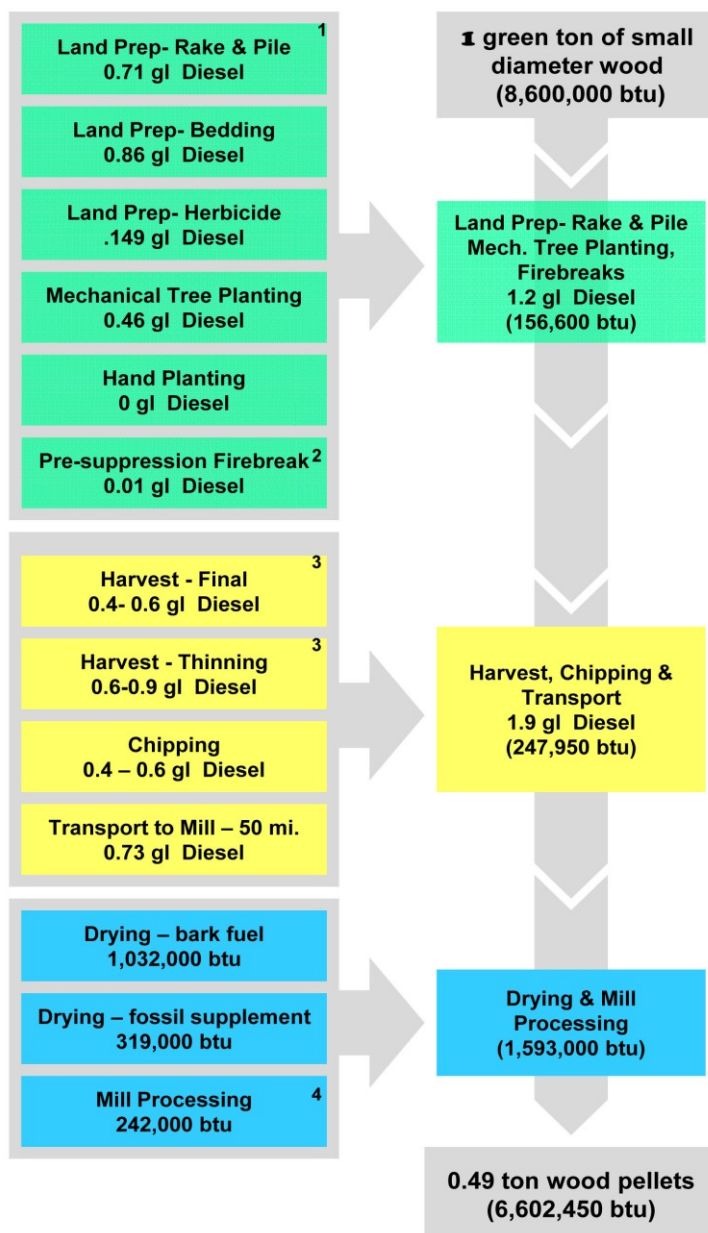 Land Prep- Rake & Pile 1
0.71 gl Diesel
Land Prep- Bedding
0.86 gl Diesel
Land Prep- Herbicide
.149 gl Diesel
Mechanical Tree Planting
0.46 gl Diesel
Hand Planting
0 gl Diesel
Pre-suppression Firebreak 2
0.01 gl Diesel
Harvest - Final 3
0.4- 0.6 gl Diesel
Harvest - Thinning 3
0.6-0.9 gl Diesel
Chipping
0.4 – 0.6 gl Diesel
Transport to Mill – 50 mi.
0.73 gl Diesel
Drying – bark fuel
1,032,000 btu
Drying – fossil supplement
319,000 btu
Mill Processing 4
242,000 btu
1 green ton of small
diameter wood
(8,600,000 btu)
Land Prep- Rake & Pile
Mech. Tree Planting,
Firebreaks
1.2 gl Diesel
(156,600 btu)
Harvest, Chipping &
Transport
1.9 gl Diesel
(247,950 btu)
Drying & Mill
Processing
(1,593,000 btu)
0.49 ton wood pellets
(6,602,450 btu)